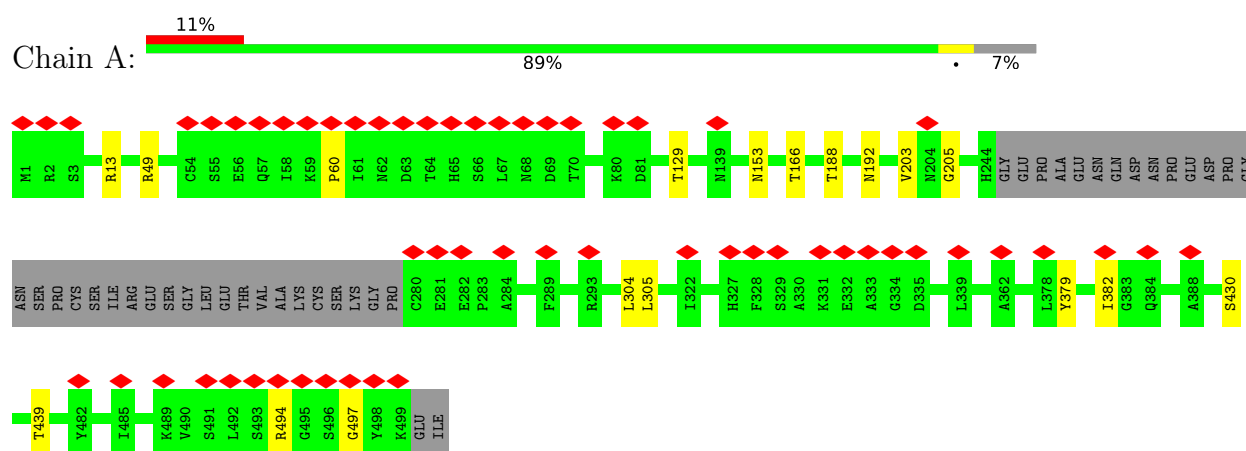 11%
Chain A:
89% • 7%
M1 R2 S3 R13 R49 C54 S55 E56 Q57 I58 K59 P60 I61 N62 D63 T64 H65 S66 L67 N68 D69 T70 K80 D81 T129 N139 N153 T166 T188 N192 V203 N204 G205 H244 GLY GLU PRO ALA GLU ASN GLN ASP ASN PRO GLU ASP PRO GLY
ASN SER PRO CYS SER ILE ARG GLU SER GLY LEU GLU THR VAL ALA LYS CYS SER LYS GLY PRO C280 E281 E282 P283 A284 F289 R293 L304 L305 I322 H327 F328 S329 A330 K331 E332 A333 G334 D335 L339 A362 L378 Y379 I382 G383 Q384 A388 S430
T439 Y482 I485 K489 V490 S491 L492 S493 R494 G495 S496 G497 Y498 K499 GLU ILE